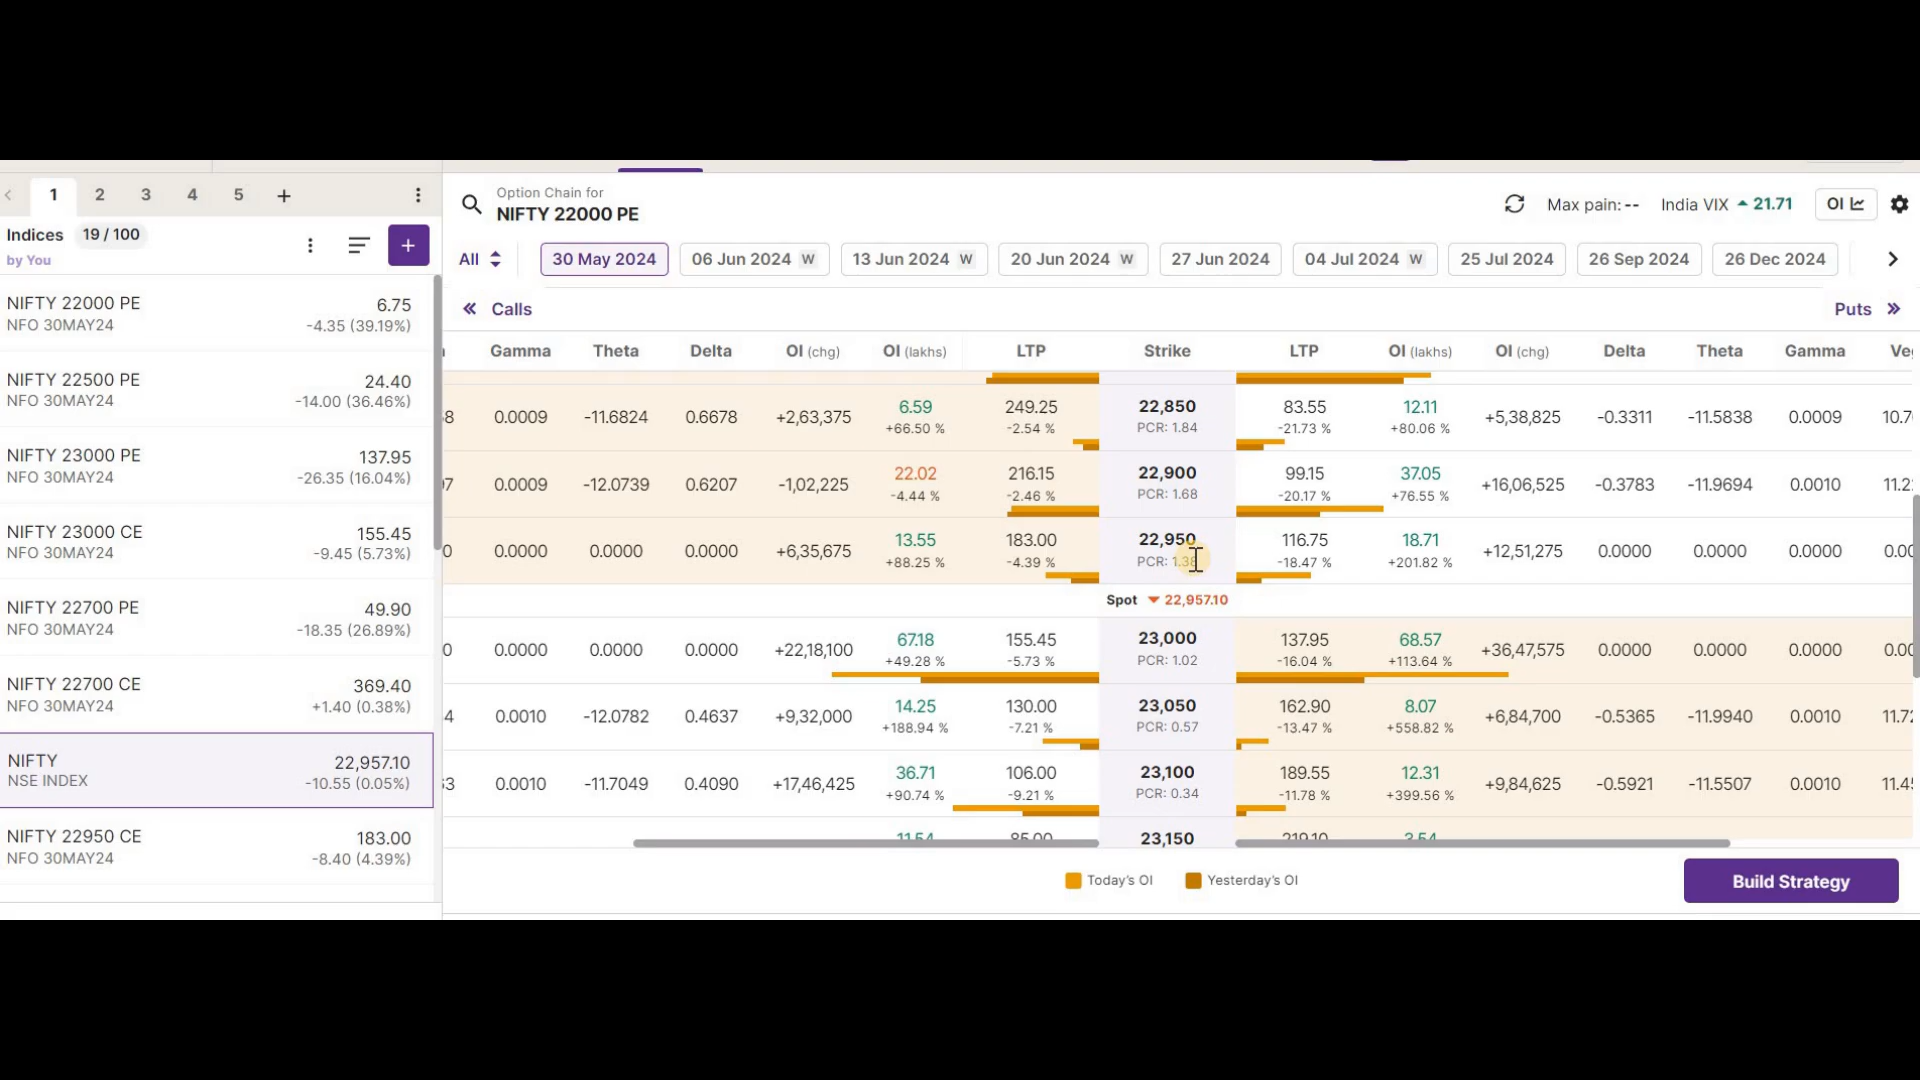 1 2 3 4 5 +
Indices 19 / 100
by You
+
NIFTY 22000 PE 6.75
NFO 30MAY24 -4.35 (39.19%)
NIFTY 22500 PE 24.40
NFO 30MAY24 -14.00 (36.46%)
NIFTY 23000 PE 137.95
NFO 30MAY24 -26.35 (16.04%)
NIFTY 23000 CE 155.45
NFO 30MAY24 -9.45 (5.73%)
NIFTY 22700 PE 49.90
NFO 30MAY24 -18.35 (26.89%)
NIFTY 22700 CE 369.40
NFO 30MAY24 +1.40 (0.38%)
NIFTY 22,957.10
NSE INDEX -10.55 (0.05%)
NIFTY 22950 CE 183.00
NFO 30MAY24 -8.40 (4.39%)
Option Chain for
NIFTY 22000 PE
Max pain: -- India VIX 21.71 OI
All 30 May 2024 06 Jun 2024 W 13 Jun 2024 W 20 Jun 2024 W 27 Jun 2024 04 Jul 2024 W 25 Jul 2024 26 Sep 2024 26 Dec 2024
Calls Puts
Gamma Theta Delta OI (chg) OI (lakhs) LTP Strike LTP OI (lakhs) OI (chg) Delta Theta Gamma
0.0009 -11.6824 0.6678 +2,63,375 6.59 249.25 22,850 83.55 12.11 +5,38,825 -0.3311 -11.5838 0.0009
+66.50 % -2.54 % PCR: 1.84 -21.73 % +80.06 %
0.0009 -12.0739 0.6207 -1,02,225 22.02 216.15 22,900 99.15 37.05 +16,06,525 -0.3783 -11.9694 0.0010
-4.44 % -2.46 % PCR: 1.68 -20.17 % +76.55 %
0.0000 0.0000 0.0000 +6,35,675 13.55 183.00 22,950 116.75 18.71 +12,51,275 0.0000 0.0000 0.0000
+88.25 % -4.39 % PCR: 1.38 -18.47 % +201.82 %
Spot 22,957.10
0.0000 0.0000 0.0000 +22,18,100 67.18 155.45 23,000 137.95 68.57 +36,47,575 0.0000 0.0000 0.0000
+49.28 % -5.73 % PCR: 1.02 -16.04 % +113.64 %
0.0010 -12.0782 0.4637 +9,32,000 14.25 130.00 23,050 162.90 8.07 +6,84,700 -0.5365 -11.9940 0.0010
+188.94 % -7.21 % PCR: 0.57 -13.47 % +558.82 %
0.0010 -11.7049 0.4090 +17,46,425 36.71 106.00 23,100 189.55 12.31 +9,84,625 -0.5921 -11.5507 0.0010
+90.74 % -9.21 % PCR: 0.34 -11.78 % +399.56 %
11.54 85.00 23,150 219.10 3.54
Today's OI Yesterday's OI
Build Strategy